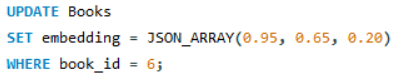 UPDATE Books
SET embedding = JSON_ARRAY(0.95, 0.65, 0.20)
WHERE book_id = 6;